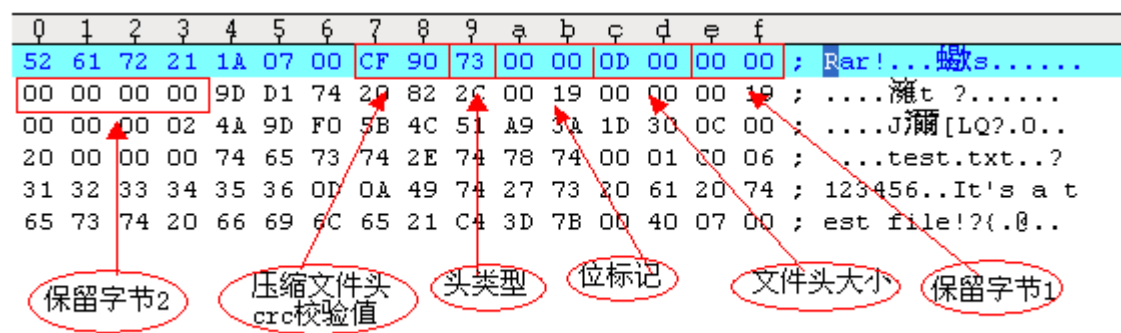 0 1 2 3 4 5 6 7 8 9 a b c d e f
52 61 72 21 1A 07 00 CF 90 73 00 00 0D 00 00 00 ; Rar!...蠍s......
00 00 00 00 9D D1 74 20 82 2C 00 19 00 00 00 19 ; ....漼t ?......
00 00 00 02 4A 9D F0 5B 4C 51 A9 3A 1D 30 0C 00 ; ....J濔[LQ?.0..
20 00 00 00 74 65 73 74 2E 74 78 74 00 01 C0 06 ; ...test.txt..?
31 32 33 34 35 36 0D 0A 49 74 27 73 20 61 20 74 ; 123456..It's a t
65 73 74 20 66 69 6C 65 21 C4 3D 7B 00 40 07 00 ; est file!?{.@..
保留字节2 压缩文件头 头类型 位标记 文件头大小 保留字节1
crc校验值